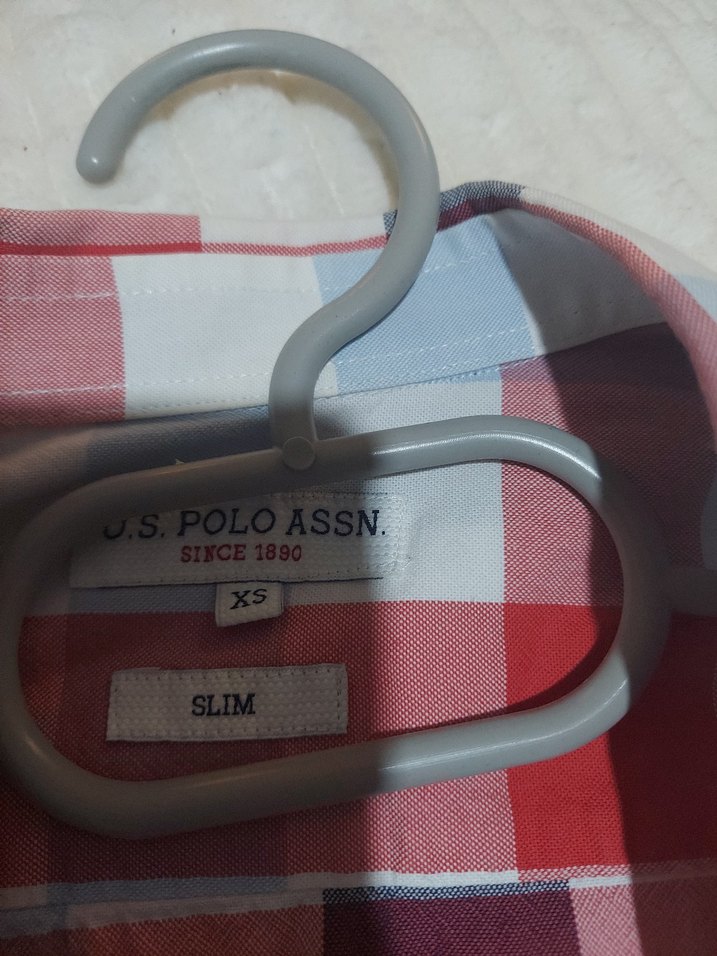 U.S. POLO ASSN.
SINCE 1890
XS
SLIM